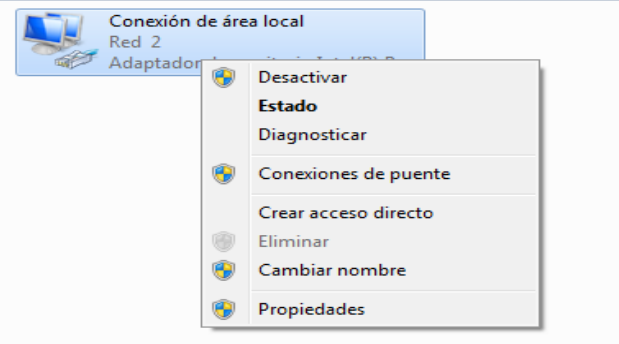 Conexión de área local
Red 2
Adaptador
Desactivar
Estado
Diagnosticar
Conexiones de puente
Crear acceso directo
Eliminar
Cambiar nombre
Propiedades